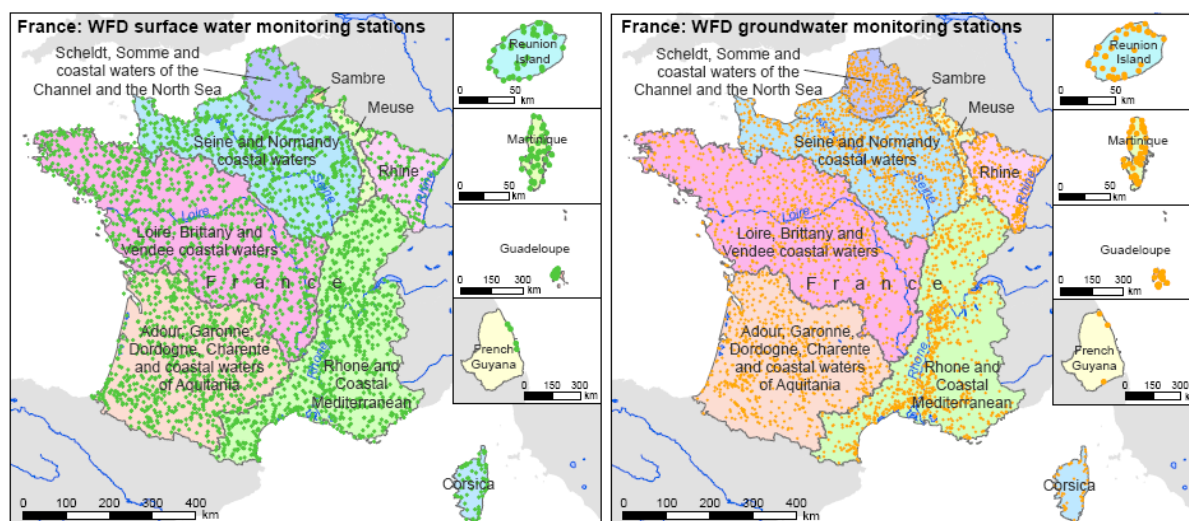 France: WFD surface water monitoring stations
Scheldt, Somme and
coastal waters of the
Channel and the North Sea
Sambre
Meuse
Seine and Normandy
coastal waters
Seine
Rhine
Rhine
Loire
Loire, Brittany and
Vendee coastal waters
France
Adour, Garonne,
Dordogne, Charente
and coastal waters
of Aquitania
Rhone
Rhone and
Coastal
Mediterranean
Corsica
0 100 200 300 400
km
Reunion
Island
0 50
km
Martinique
0 50
km
Guadeloupe
0 150 300
km
French
Guyana
0 150 300
km
France: WFD groundwater monitoring stations
Scheldt, Somme and
coastal waters of the
Channel and the North Sea
Sambre
Meuse
Seine and Normandy
coastal waters
Seine
Rhine
Rhine
Loire
Loire, Brittany and
Vendee coastal waters
France
Adour, Garonne,
Dordogne, Charente
and coastal waters
of Aquitania
Rhone
Rhone and
Coastal
Mediterranean
Corsica
0 100 200 300 400
km
Reunion
Island
0 50
km
Martinique
0 50
km
Guadeloupe
0 150 300
km
French
Guyana
0 150 300
km